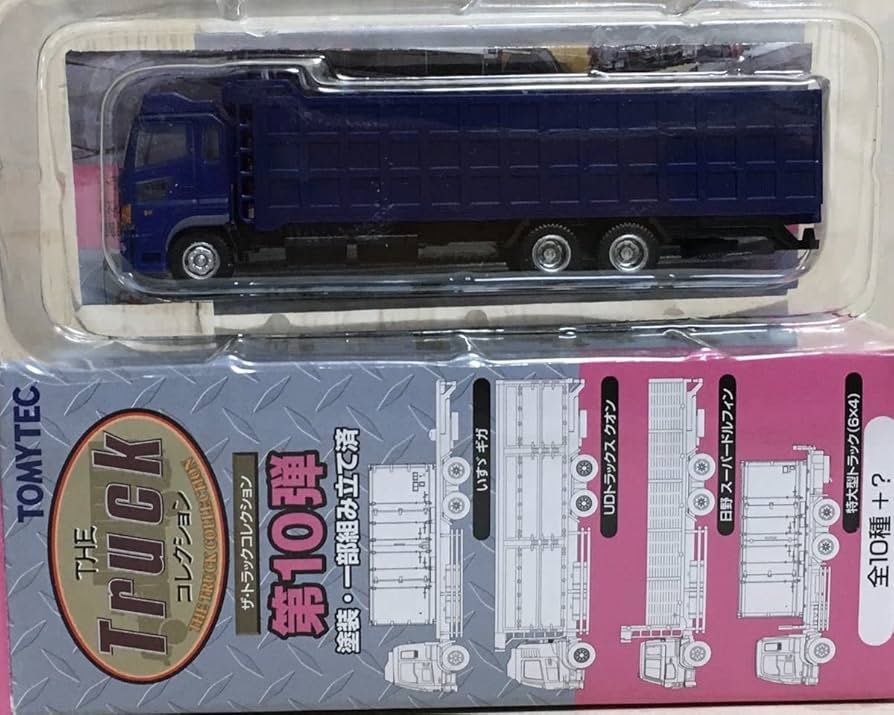 TOMYTEC
THE
Truck
コレクション
THE TRUCK COLLECTION
ザ・トラックコレクション
第10弾
塗装・一部組み立て済
いすゞ ギガ
UDトラックス クオン
日野 スーパードルフィン
特大型トラック(6×4)
全10種+?